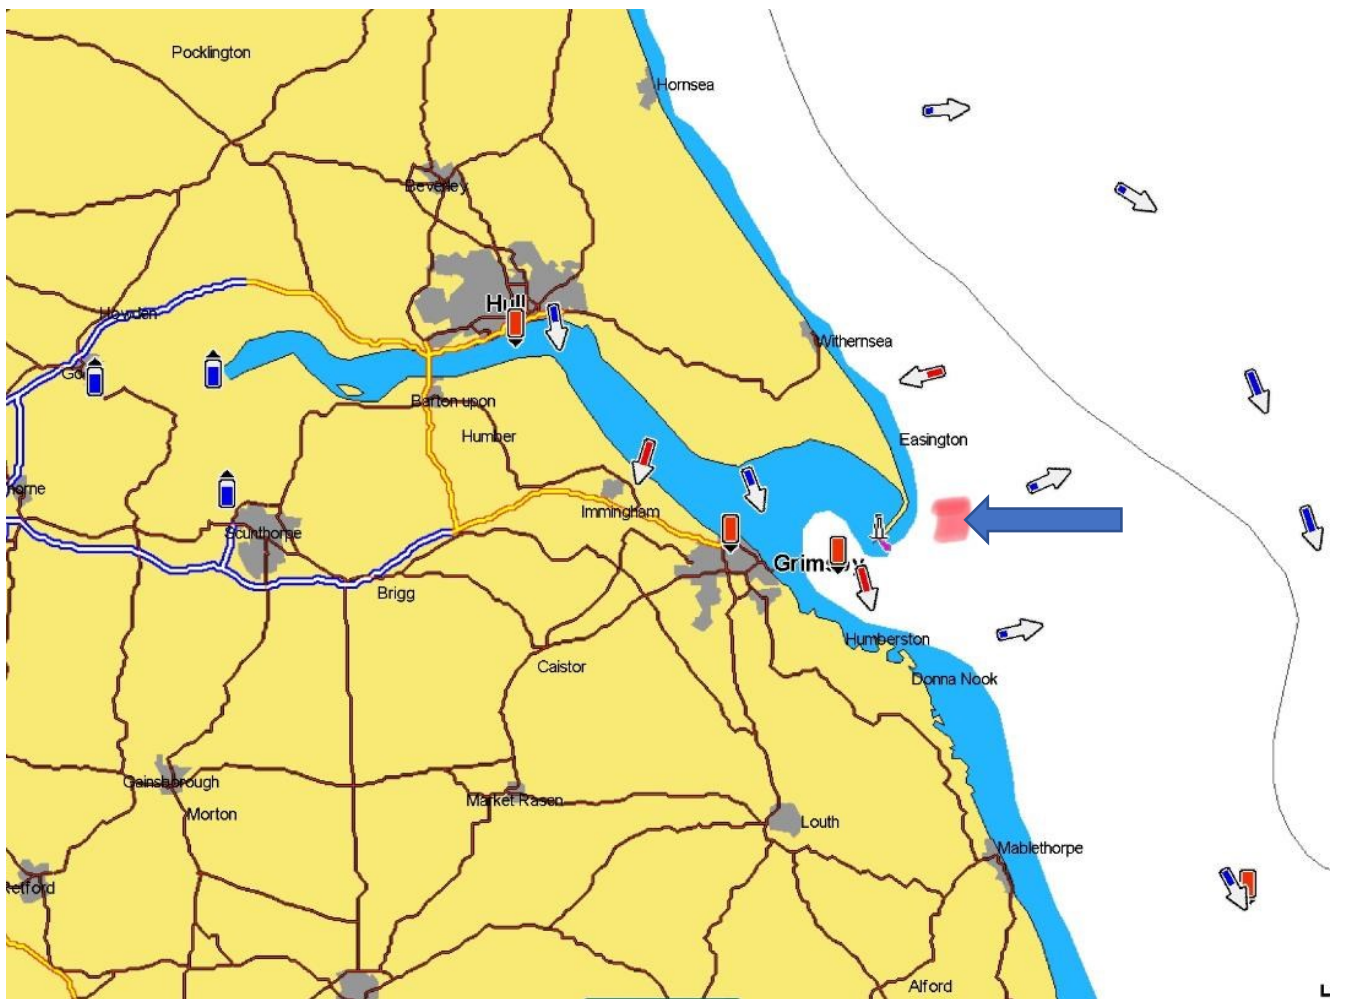 Pocklington
Hornsea
Beverley
Hull
Howden
Withernsea
Barton upon
Humber
Easington
Immingham
Scunthorpe
Grimsby
Brigg
Humberston
Caistor
Donna Nook
Gainsborough
Market Rasen
Morton
Louth
Mablethorpe
Alford